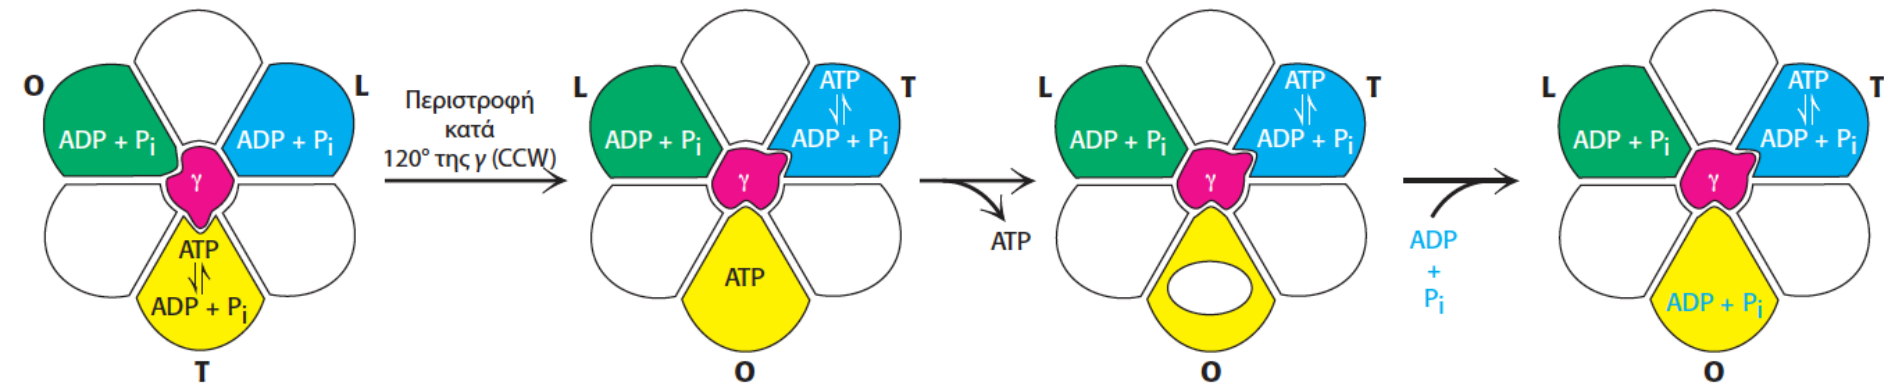 O
ADP + Pi
L
ADP + Pi
γ
ATP
ADP + Pi
T
Περιστροφή
κατά
120° της γ (CCW)
L
ADP + Pi
T
ATP
ADP + Pi
γ
ATP
O
ATP
L
ADP + Pi
T
ATP
ADP + Pi
γ
O
ADP
+
Pi
L
ADP + Pi
T
ATP
ADP + Pi
γ
ADP + Pi
O